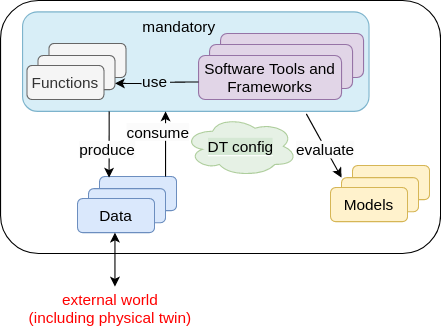 mandatory
Functions
use
Software Tools and
Frameworks
produce
consume
DT config
evaluate
Data
Models
external world
(including physical twin)